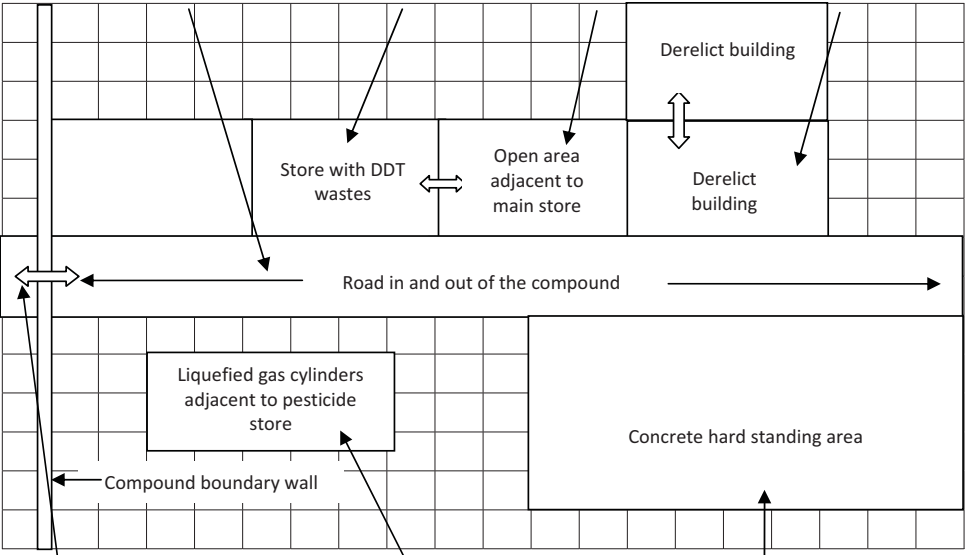 Derelict building
Store with DDT
wastes
Open area
adjacent to
main store
Derelict
building
Road in and out of the compound
Liquefied gas cylinders
adjacent to pesticide
store
Concrete hard standing area
Compound boundary wall